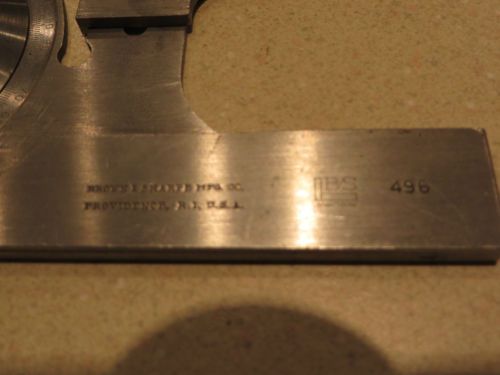 BROWN & SHARPE MFG. CO.
PROVIDENCE, R.I. U.S.A.
BS
496